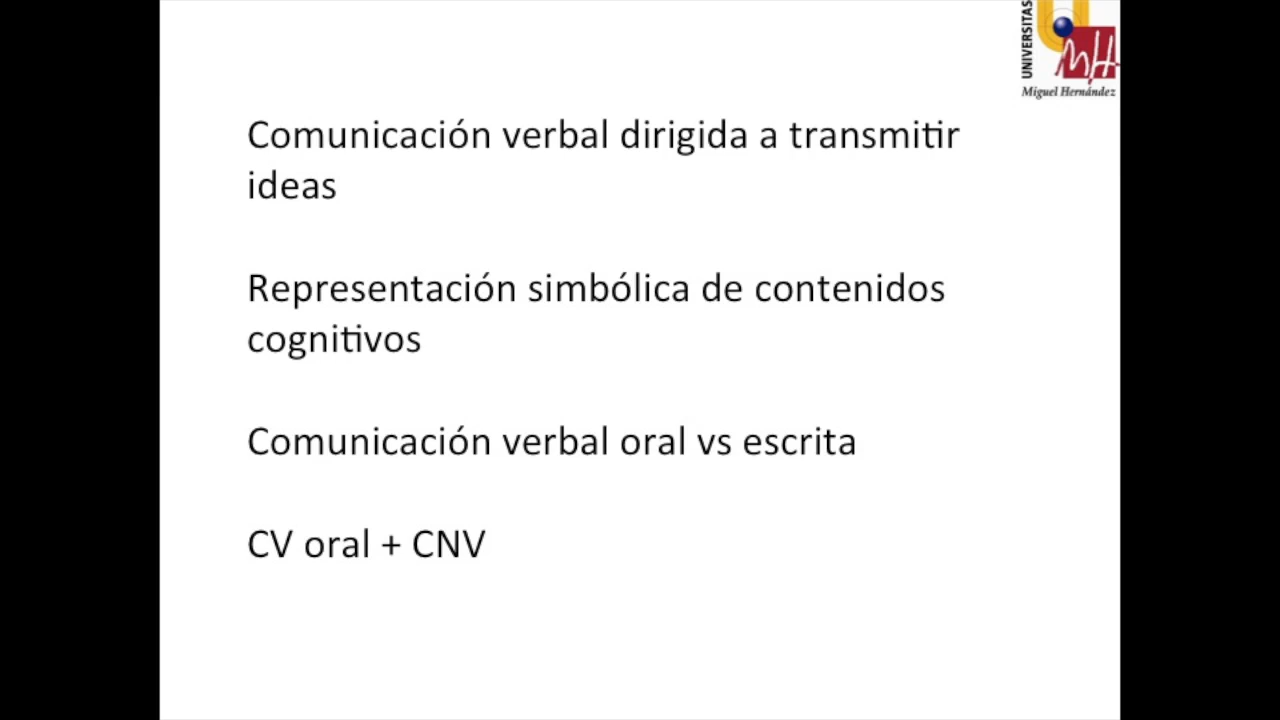 UNIVERSITAS
Miguel Hernández
Comunicación verbal dirigida a transmitir
ideas
Representación simbólica de contenidos
cognitivos
Comunicación verbal oral vs escrita
CV oral + CNV